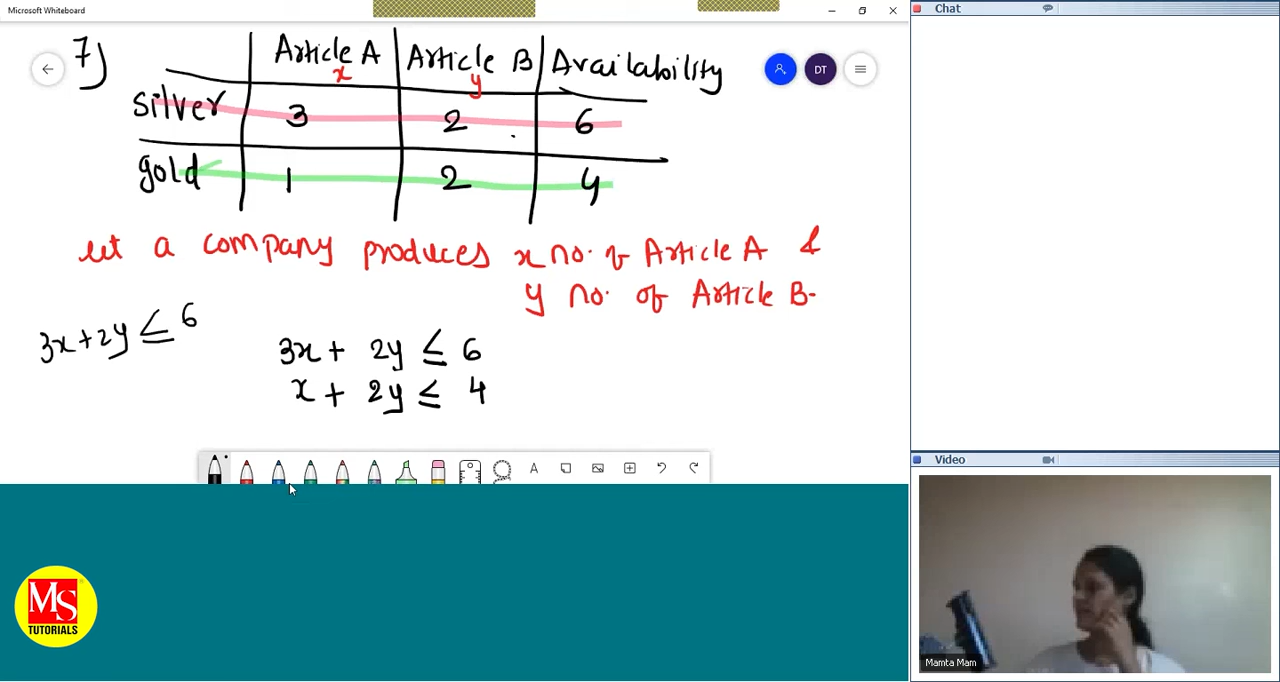 Microsoft Whiteboard
Chat
7)
Article A Article B Availability
x y
silver 3 2 6
gold 1 2 4
DT
let a company produces x no. of Article A &
y no. of Article B-
3x+2y ≤ 6
3x + 2y ≤ 6
x + 2y ≤ 4
A
Video
MS
TUTORIALS
Mamta Mam